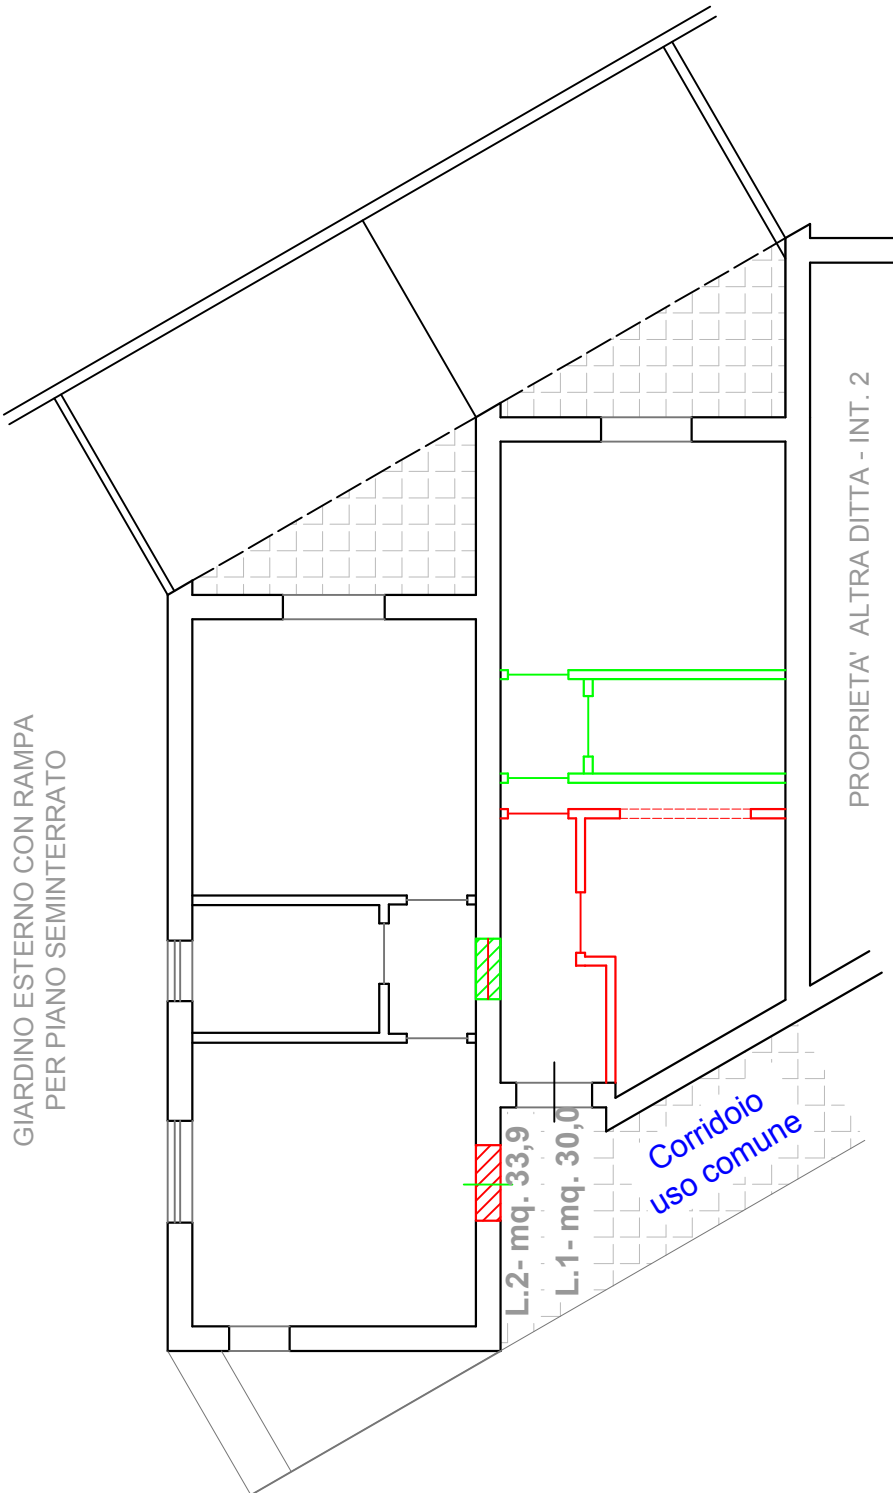 GIARDINO ESTERNO CON RAMPA
PER PIANO SEMINTERRATO
PROPRIETA' ALTRA DITTA - INT. 2
L.2- mq. 33,9
L.1- mq. 30,0
Corridoio
uso comune